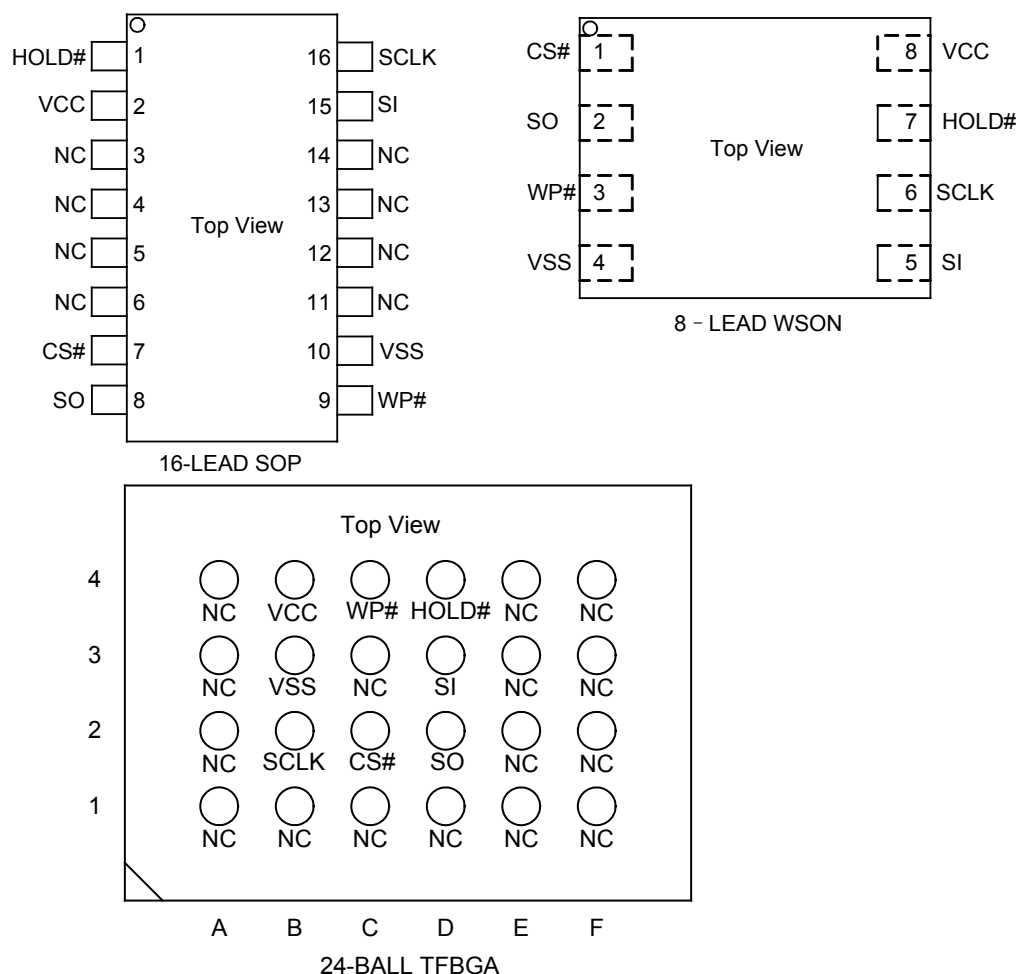 HOLD# 1 16 SCLK
VCC 2 15 SI
NC 3 14 NC
NC 4 13 NC
NC 5 Top View 12 NC
NC 6 11 NC
CS# 7 10 VSS
SO 8 9 WP#
16-LEAD SOP
CS# 1 8 VCC
SO 2 7 HOLD#
Top View
WP# 3 6 SCLK
VSS 4 5 SI
8 - LEAD WSON
Top View
4
NC VCC WP# HOLD# NC NC
3
NC VSS NC SI NC NC
2
NC SCLK CS# SO NC NC
1
NC NC NC NC NC NC
A B C D E F
24-BALL TFBGA